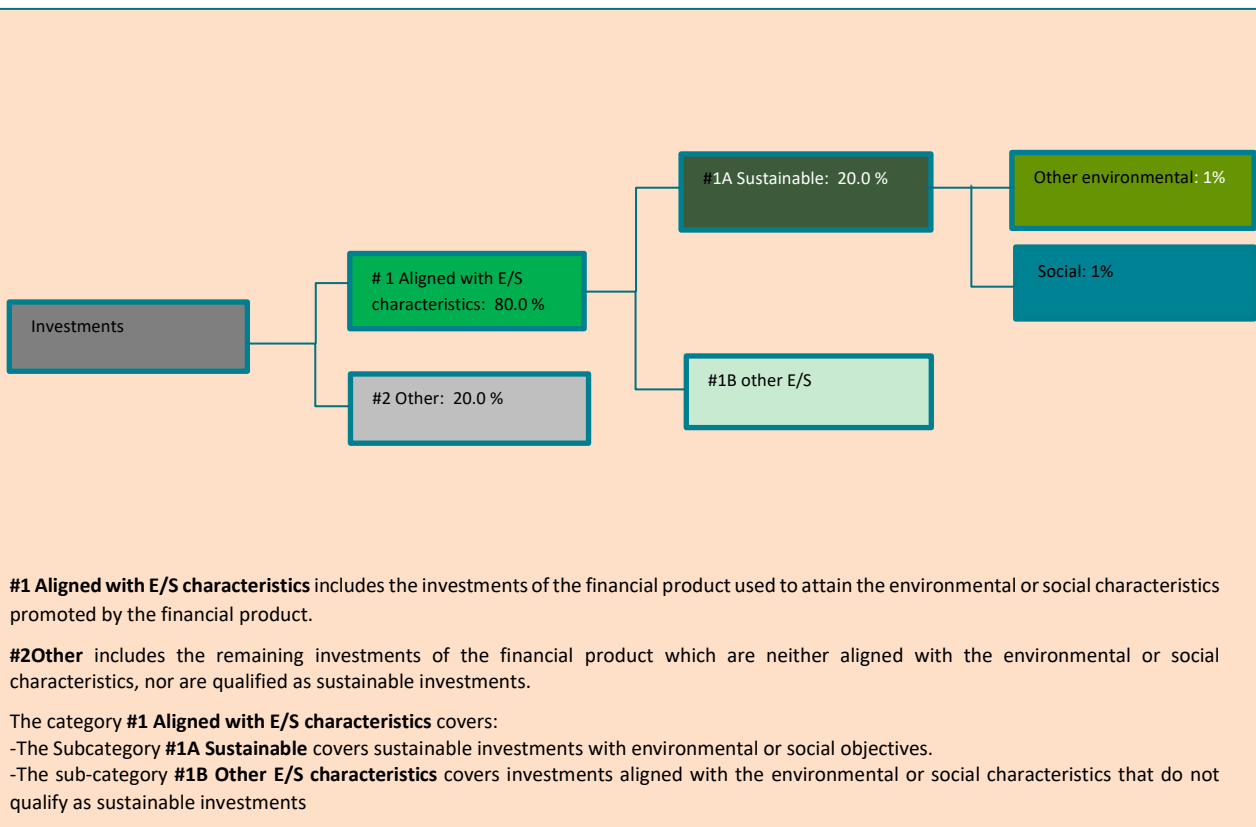 Investments
# 1 Aligned with E/S
characteristics:  80.0 %
#2 Other:  20.0 %
#1A Sustainable:  20.0 %
#1B other E/S
Other environmental: 1%
Social: 1%
#1 Aligned with E/S characteristics includes the investments of the financial product used to attain the environmental or social characteristics
promoted by the financial product.
#2Other includes the remaining investments of the financial product which are neither aligned with the environmental or social
characteristics, nor are qualified as sustainable investments.
The category #1 Aligned with E/S characteristics covers:
-The Subcategory #1A Sustainable covers sustainable investments with environmental or social objectives.
-The sub-category #1B Other E/S characteristics covers investments aligned with the environmental or social characteristics that do not
qualify as sustainable investments